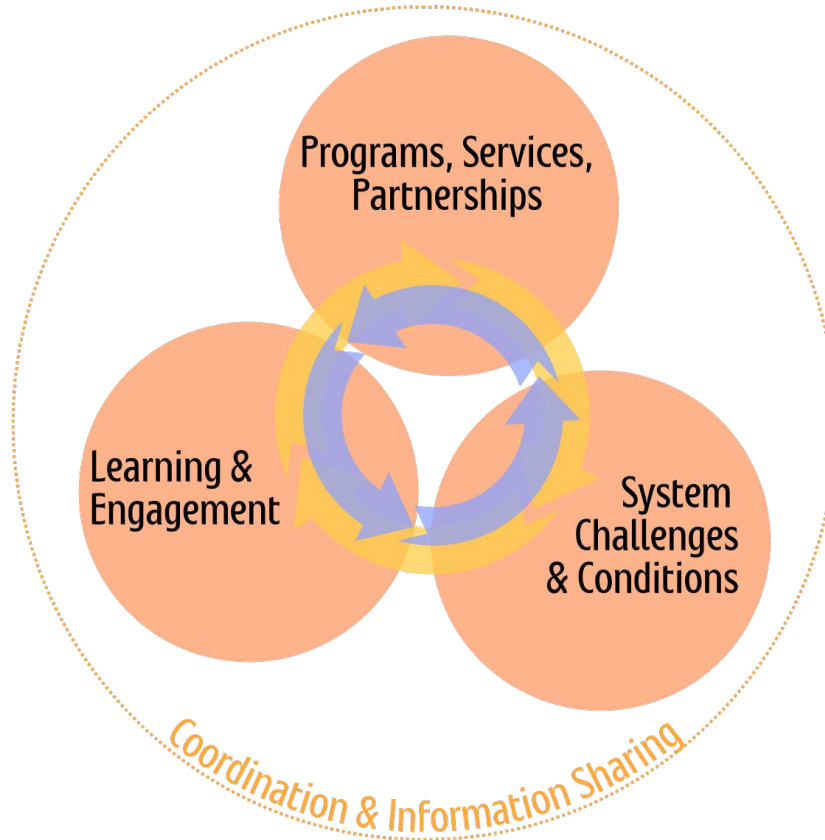 Programs, Services,
Partnerships
Learning &
Engagement
System
Challenges
& Conditions
Coordination & Information Sharing